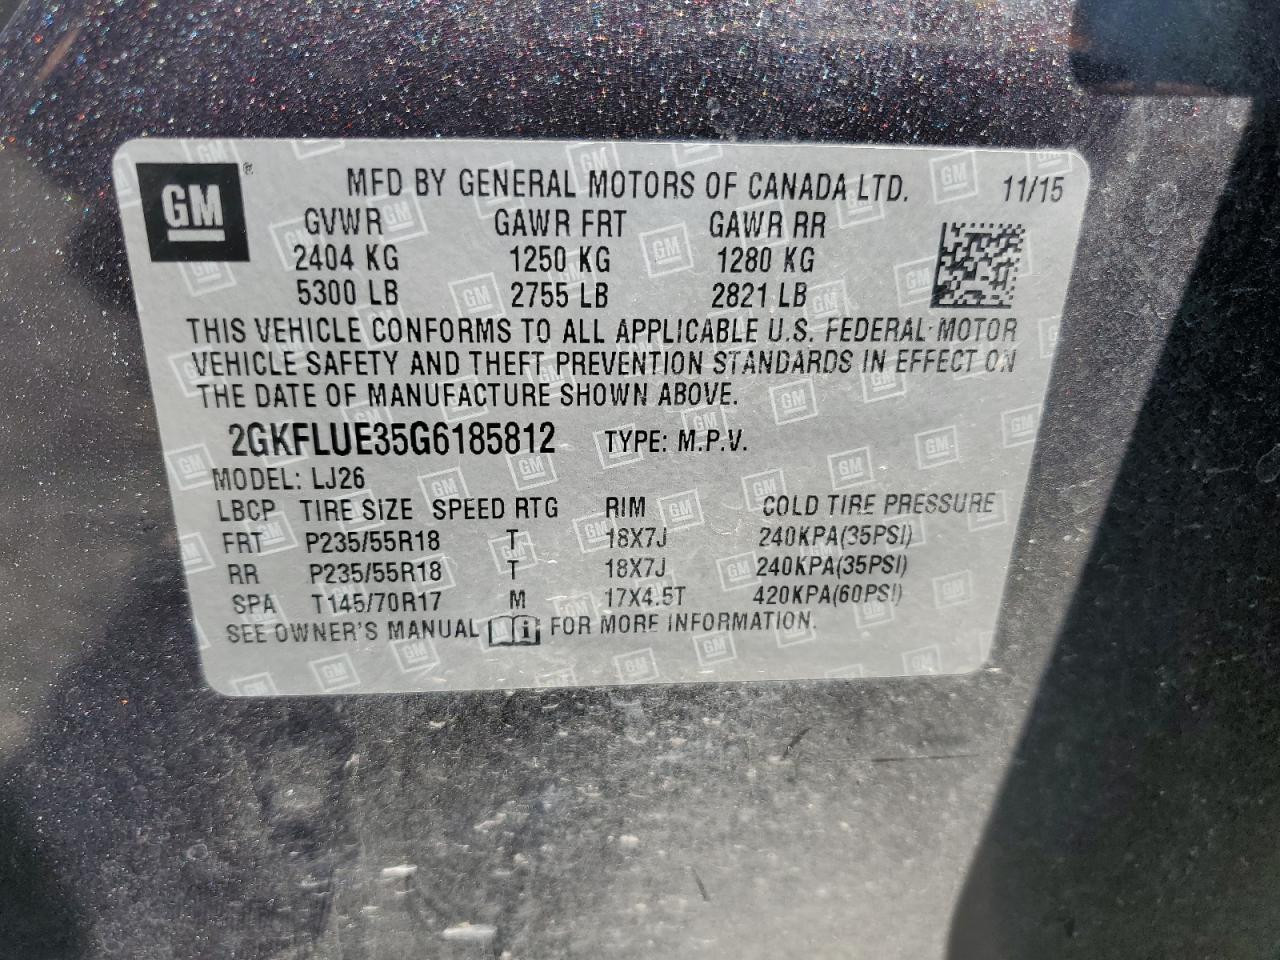 GM®
MFD BY GENERAL MOTORS OF CANADA LTD. 11/15
GVWR GAWR FRT GAWR RR
2404 KG 1250 KG 1280 KG
5300 LB 2755 LB 2821 LB
THIS VEHICLE CONFORMS TO ALL APPLICABLE U.S. FEDERAL MOTOR
VEHICLE SAFETY AND THEFT PREVENTION STANDARDS IN EFFECT ON
THE DATE OF MANUFACTURE SHOWN ABOVE.
2GKFLUE35G6185812 TYPE: M.P.V.
MODEL: LJ26
LBCP TIRE SIZE SPEED RTG RIM COLD TIRE PRESSURE
FRT P235/55R18 T 18X7J 240KPA(35PSI)
RR P235/55R18 T 18X7J 240KPA(35PSI)
SPA T145/70R17 M 17X4.5T 420KPA(60PSI)
SEE OWNER'S MANUAL i FOR MORE INFORMATION.